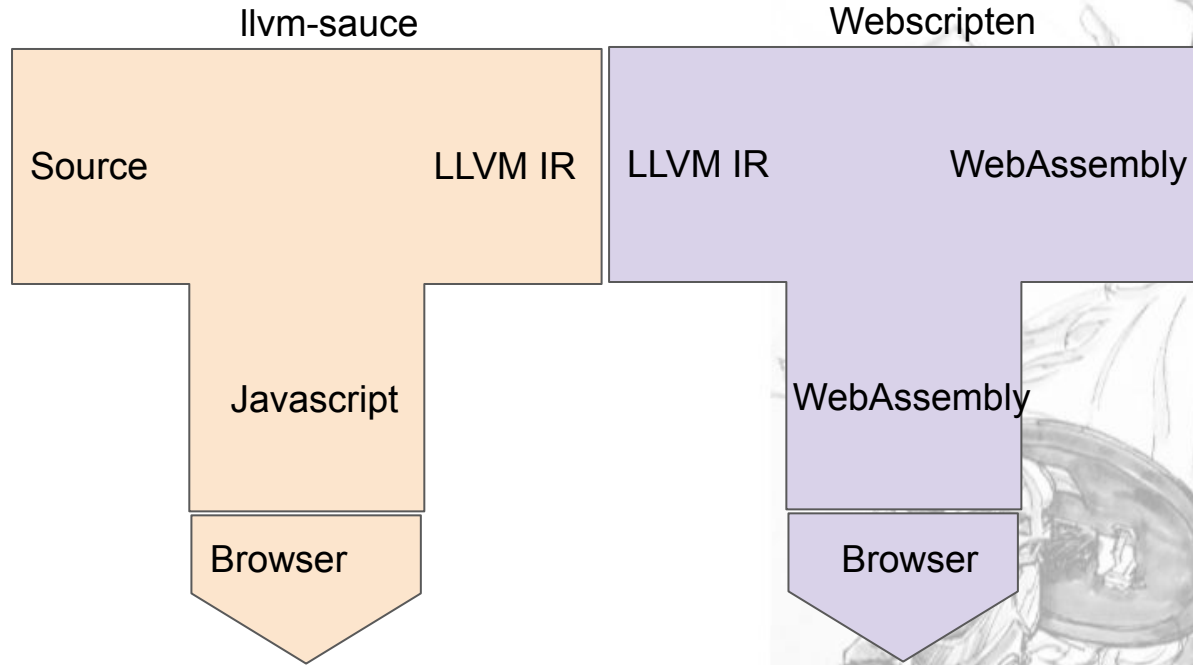 llvm-sauce
Webscripten
Source
LLVM IR
LLVM IR
WebAssembly
Javascript
WebAssembly
Browser
Browser